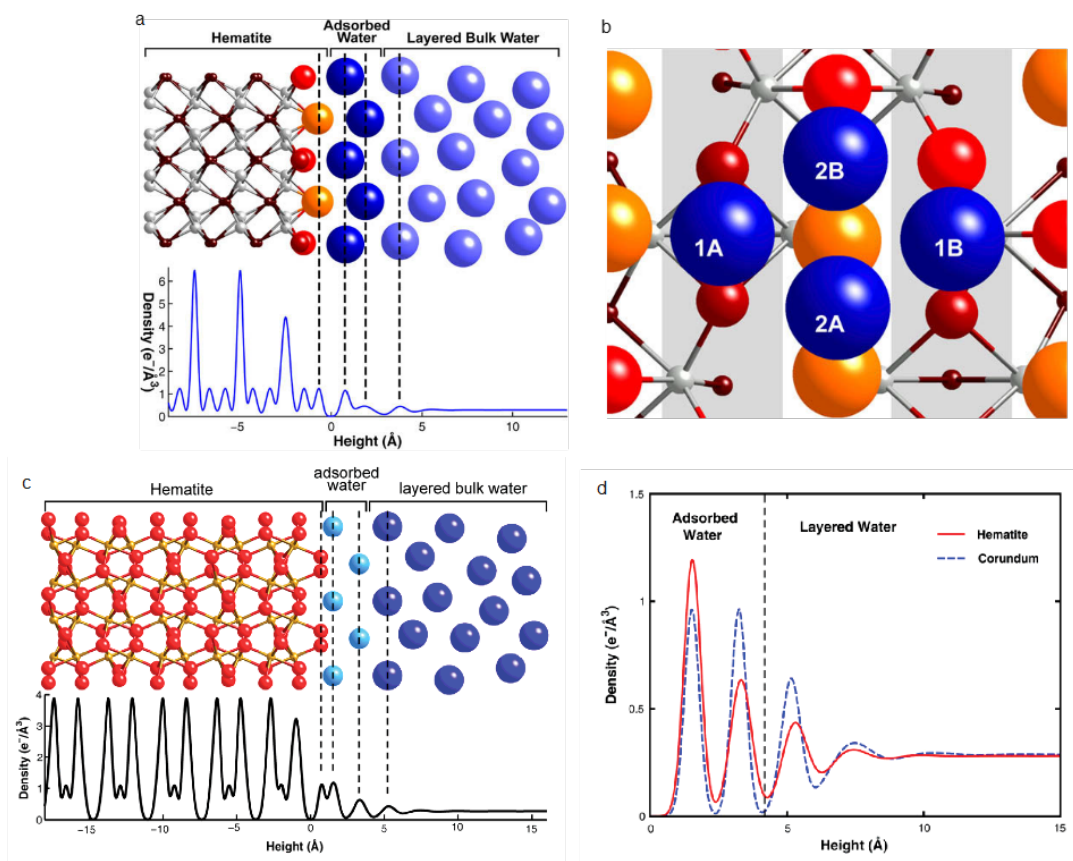 a
Adsorbed
Hematite
Water
Layered Bulk Water
Density (e⁻/Å³)
6
5
4
3
2
1
0
−5
0
5
10
Height (Å)
b
2B
1A
1B
2A
c
adsorbed
Hematite
water
layered bulk water
Density (e⁻/Å³)
4
3
2
1
0
−15
−10
−5
0
5
10
15
Height (Å)
d
1.5
Adsorbed
Water
Layered Water
Hematite
Corundum
Density (e⁻/Å³)
1
0.5
0
0
5
10
15
Height (Å)